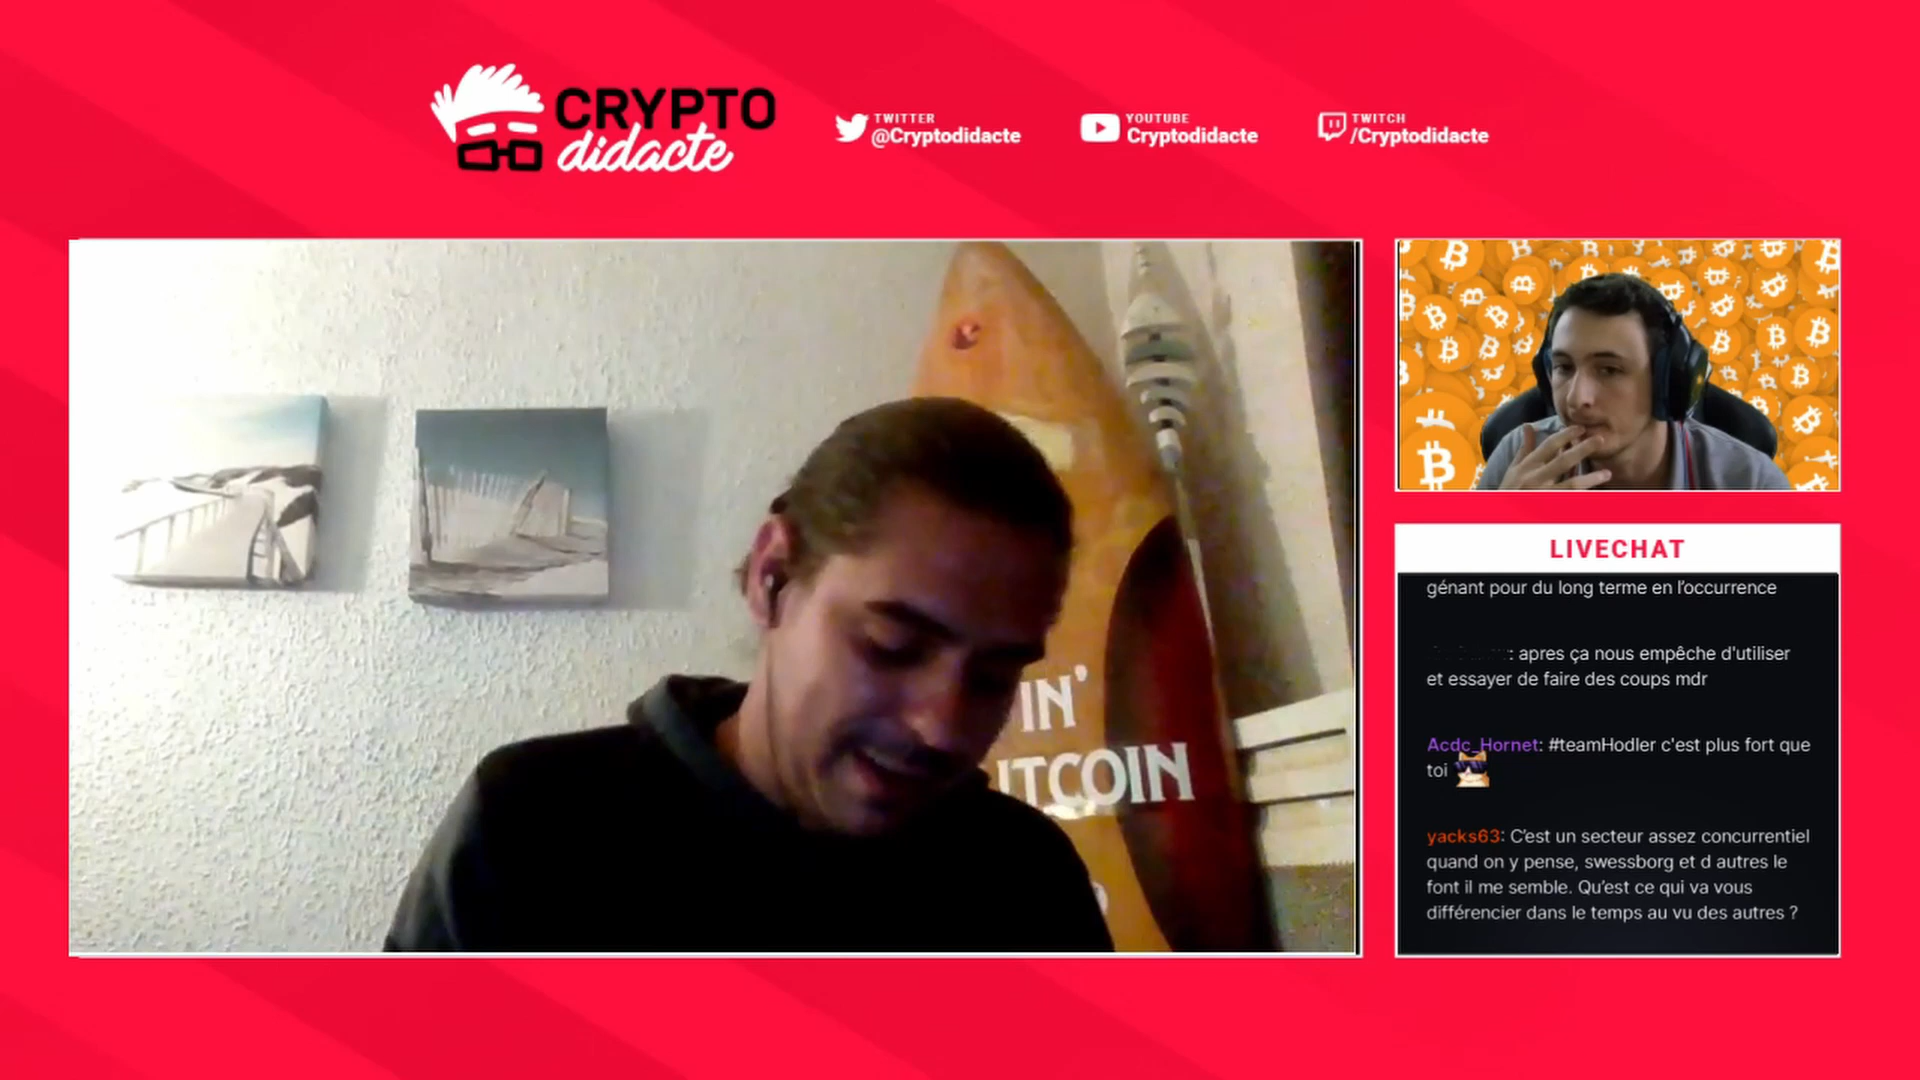 CRYPTO
didacte
TWITTER
@Cryptodidacte
YOUTUBE
Cryptodidacte
TWITCH
/Cryptodidacte
IN'
ITCOIN
LIVECHAT
génant pour du long terme en l'occurrence
: apres ça nous empêche d'utiliser
et essayer de faire des coups mdr
Acdc_Hornet: #teamHodler c'est plus fort que
toi
yacks63: C'est un secteur assez concurrentiel
quand on y pense, swessborg et d autres le
font il me semble. Qu'est ce qui va vous
différencier dans le temps au vu des autres ?